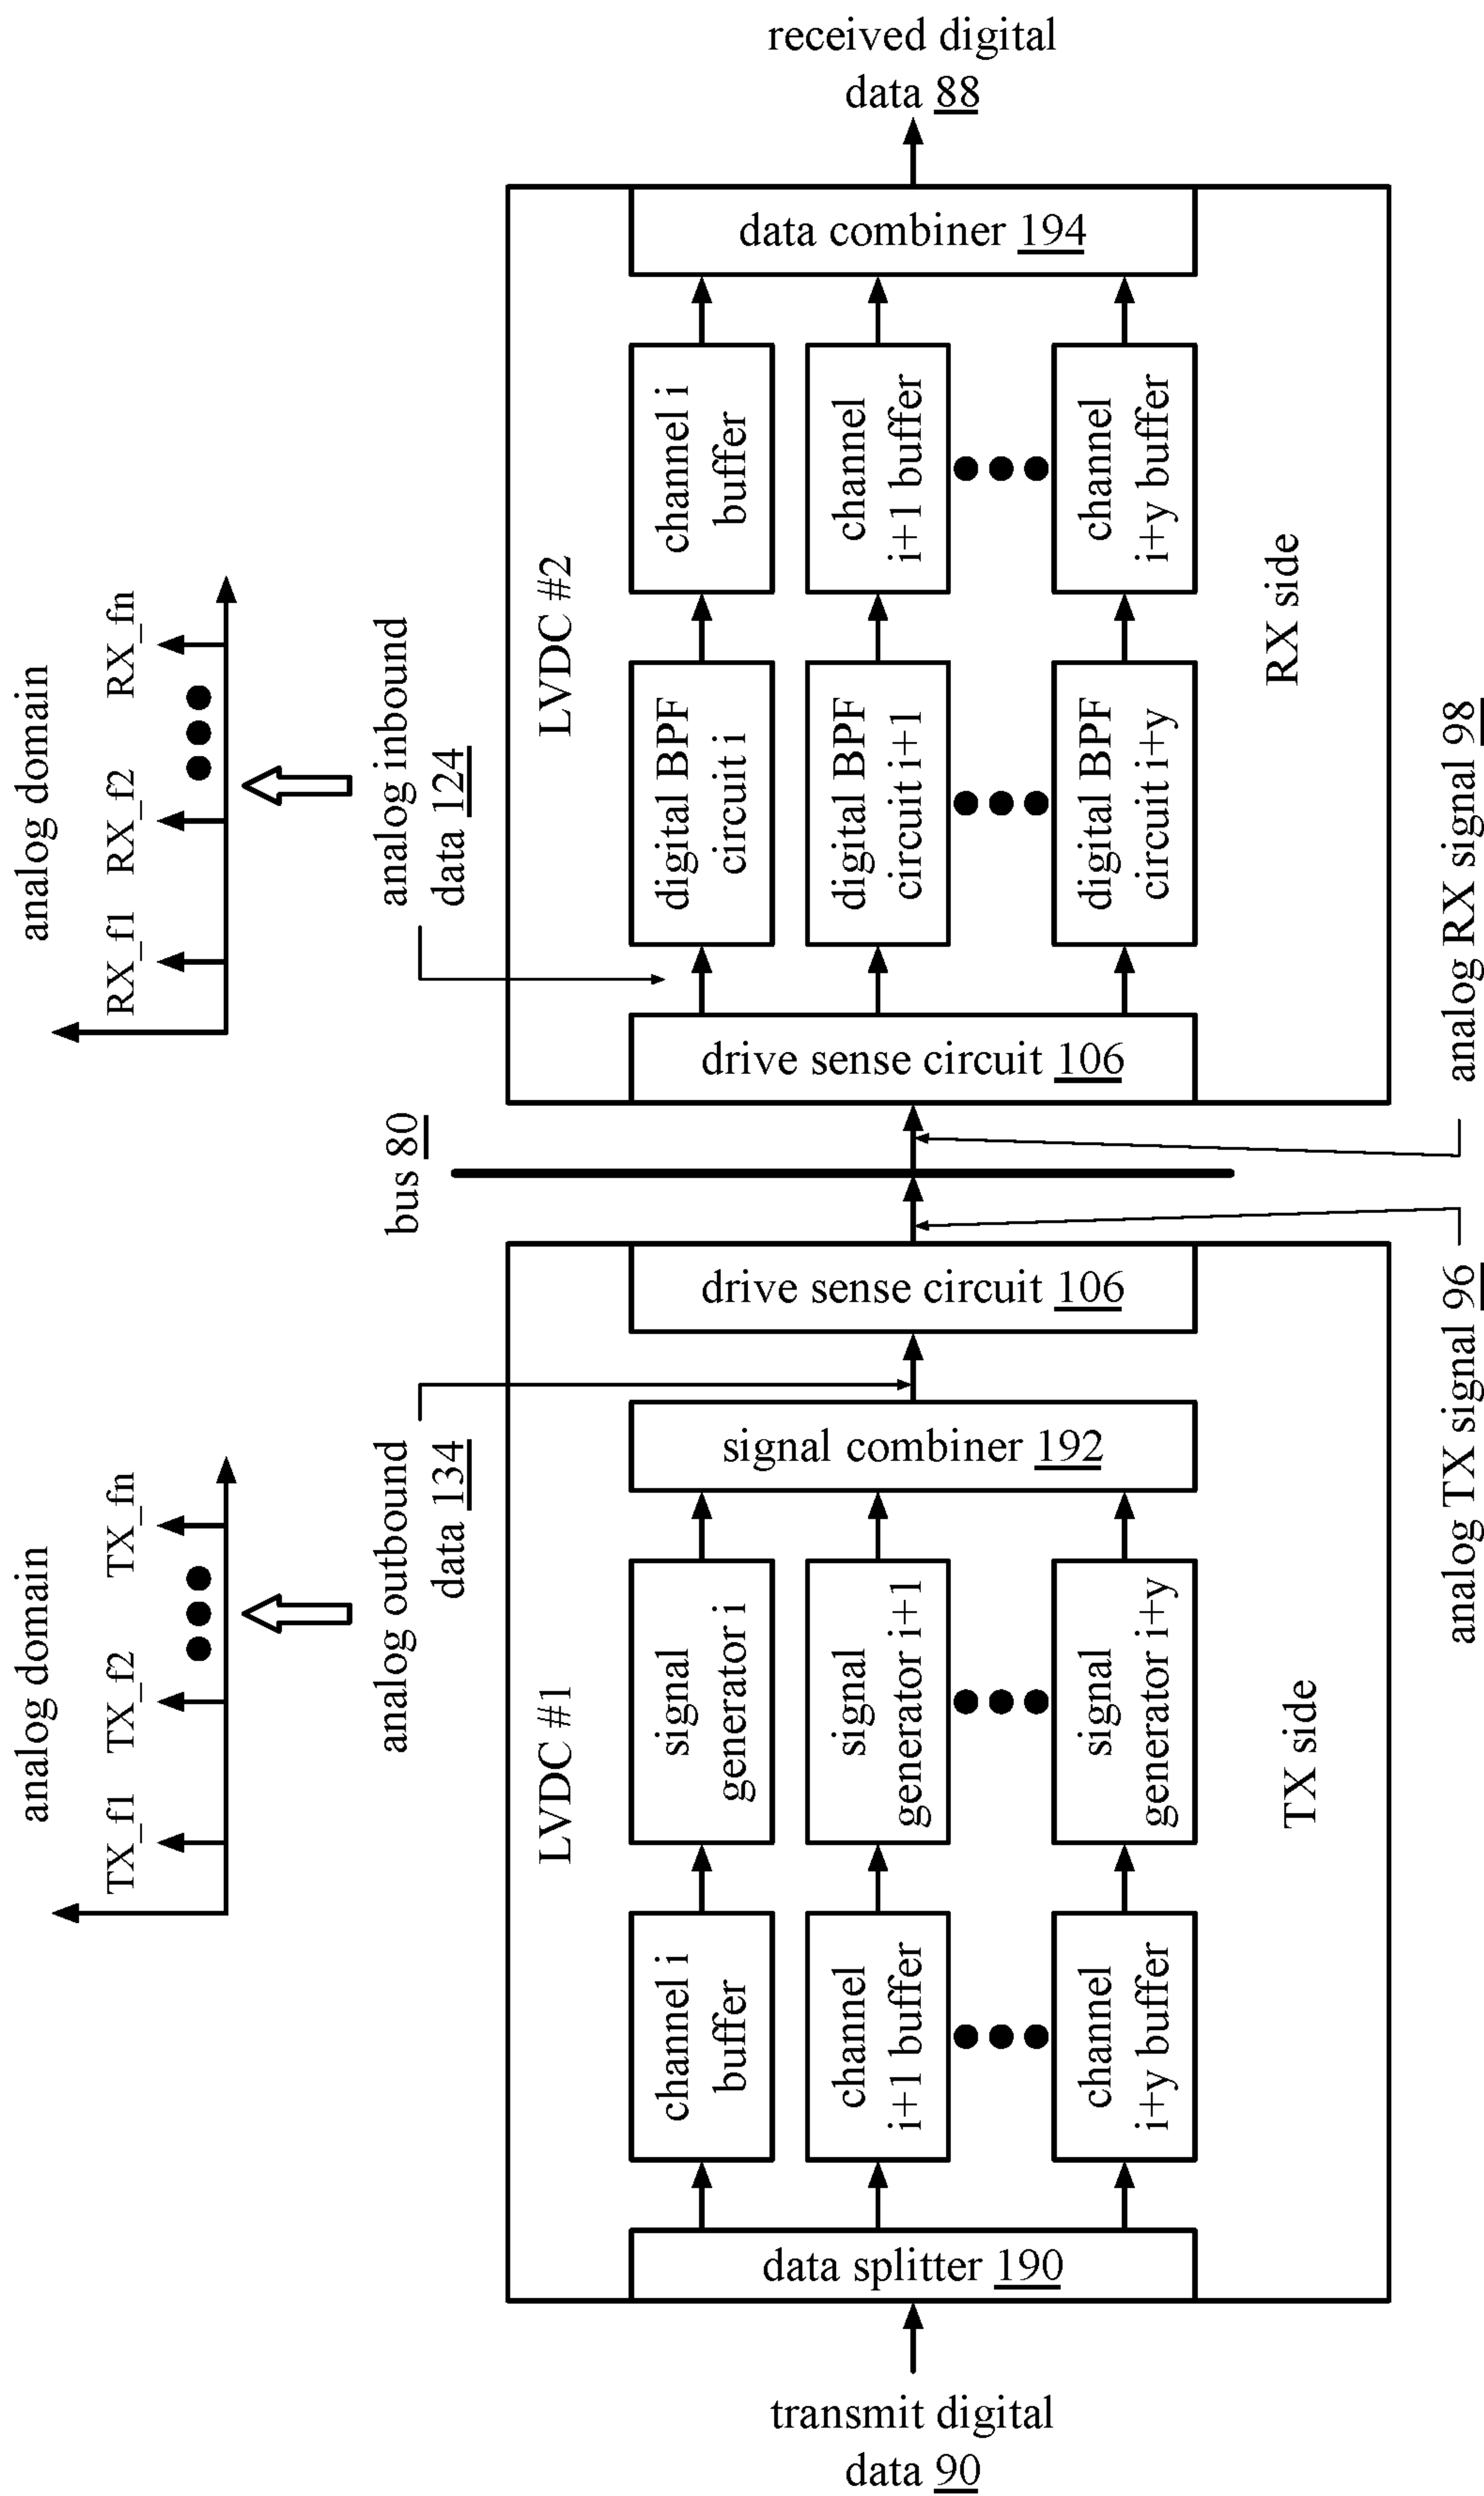 analog domain
TX_f1
TX_f2
TX_fn
analog domain
RX_f1
RX_f2
RX_fn
analog outbound
data 134
bus 80
analog inbound
data 124
LVDC #1
LVDC #2
transmit digital
data 90
data splitter 190
channel i
buffer
channel
i+1 buffer
channel
i+y buffer
signal
generator i
signal
generator i+1
signal
generator i+y
signal combiner 192
drive sense circuit 106
drive sense circuit 106
digital BPF
circuit i
digital BPF
circuit i+1
digital BPF
circuit i+y
channel i
buffer
channel
i+1 buffer
channel
i+y buffer
data combiner 194
received digital
data 88
TX side
RX side
analog TX signal 96
analog RX signal 98